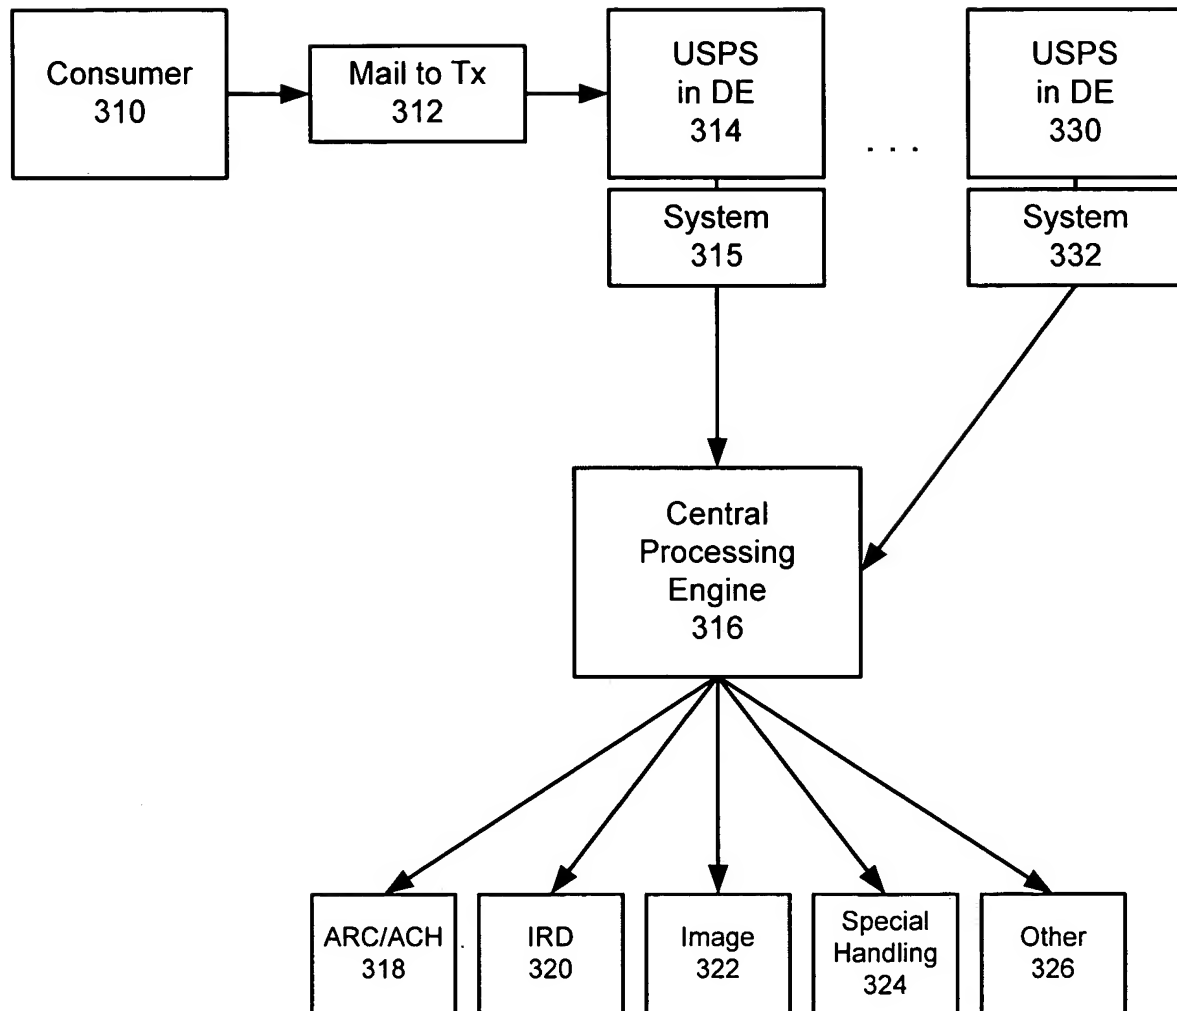 Consumer
310
Mail to Tx
312
USPS
in DE
314
. . .
USPS
in DE
330
System
315
System
332
Central
Processing
Engine
316
ARC/ACH
318
IRD
320
Image
322
Special
Handling
324
Other
326